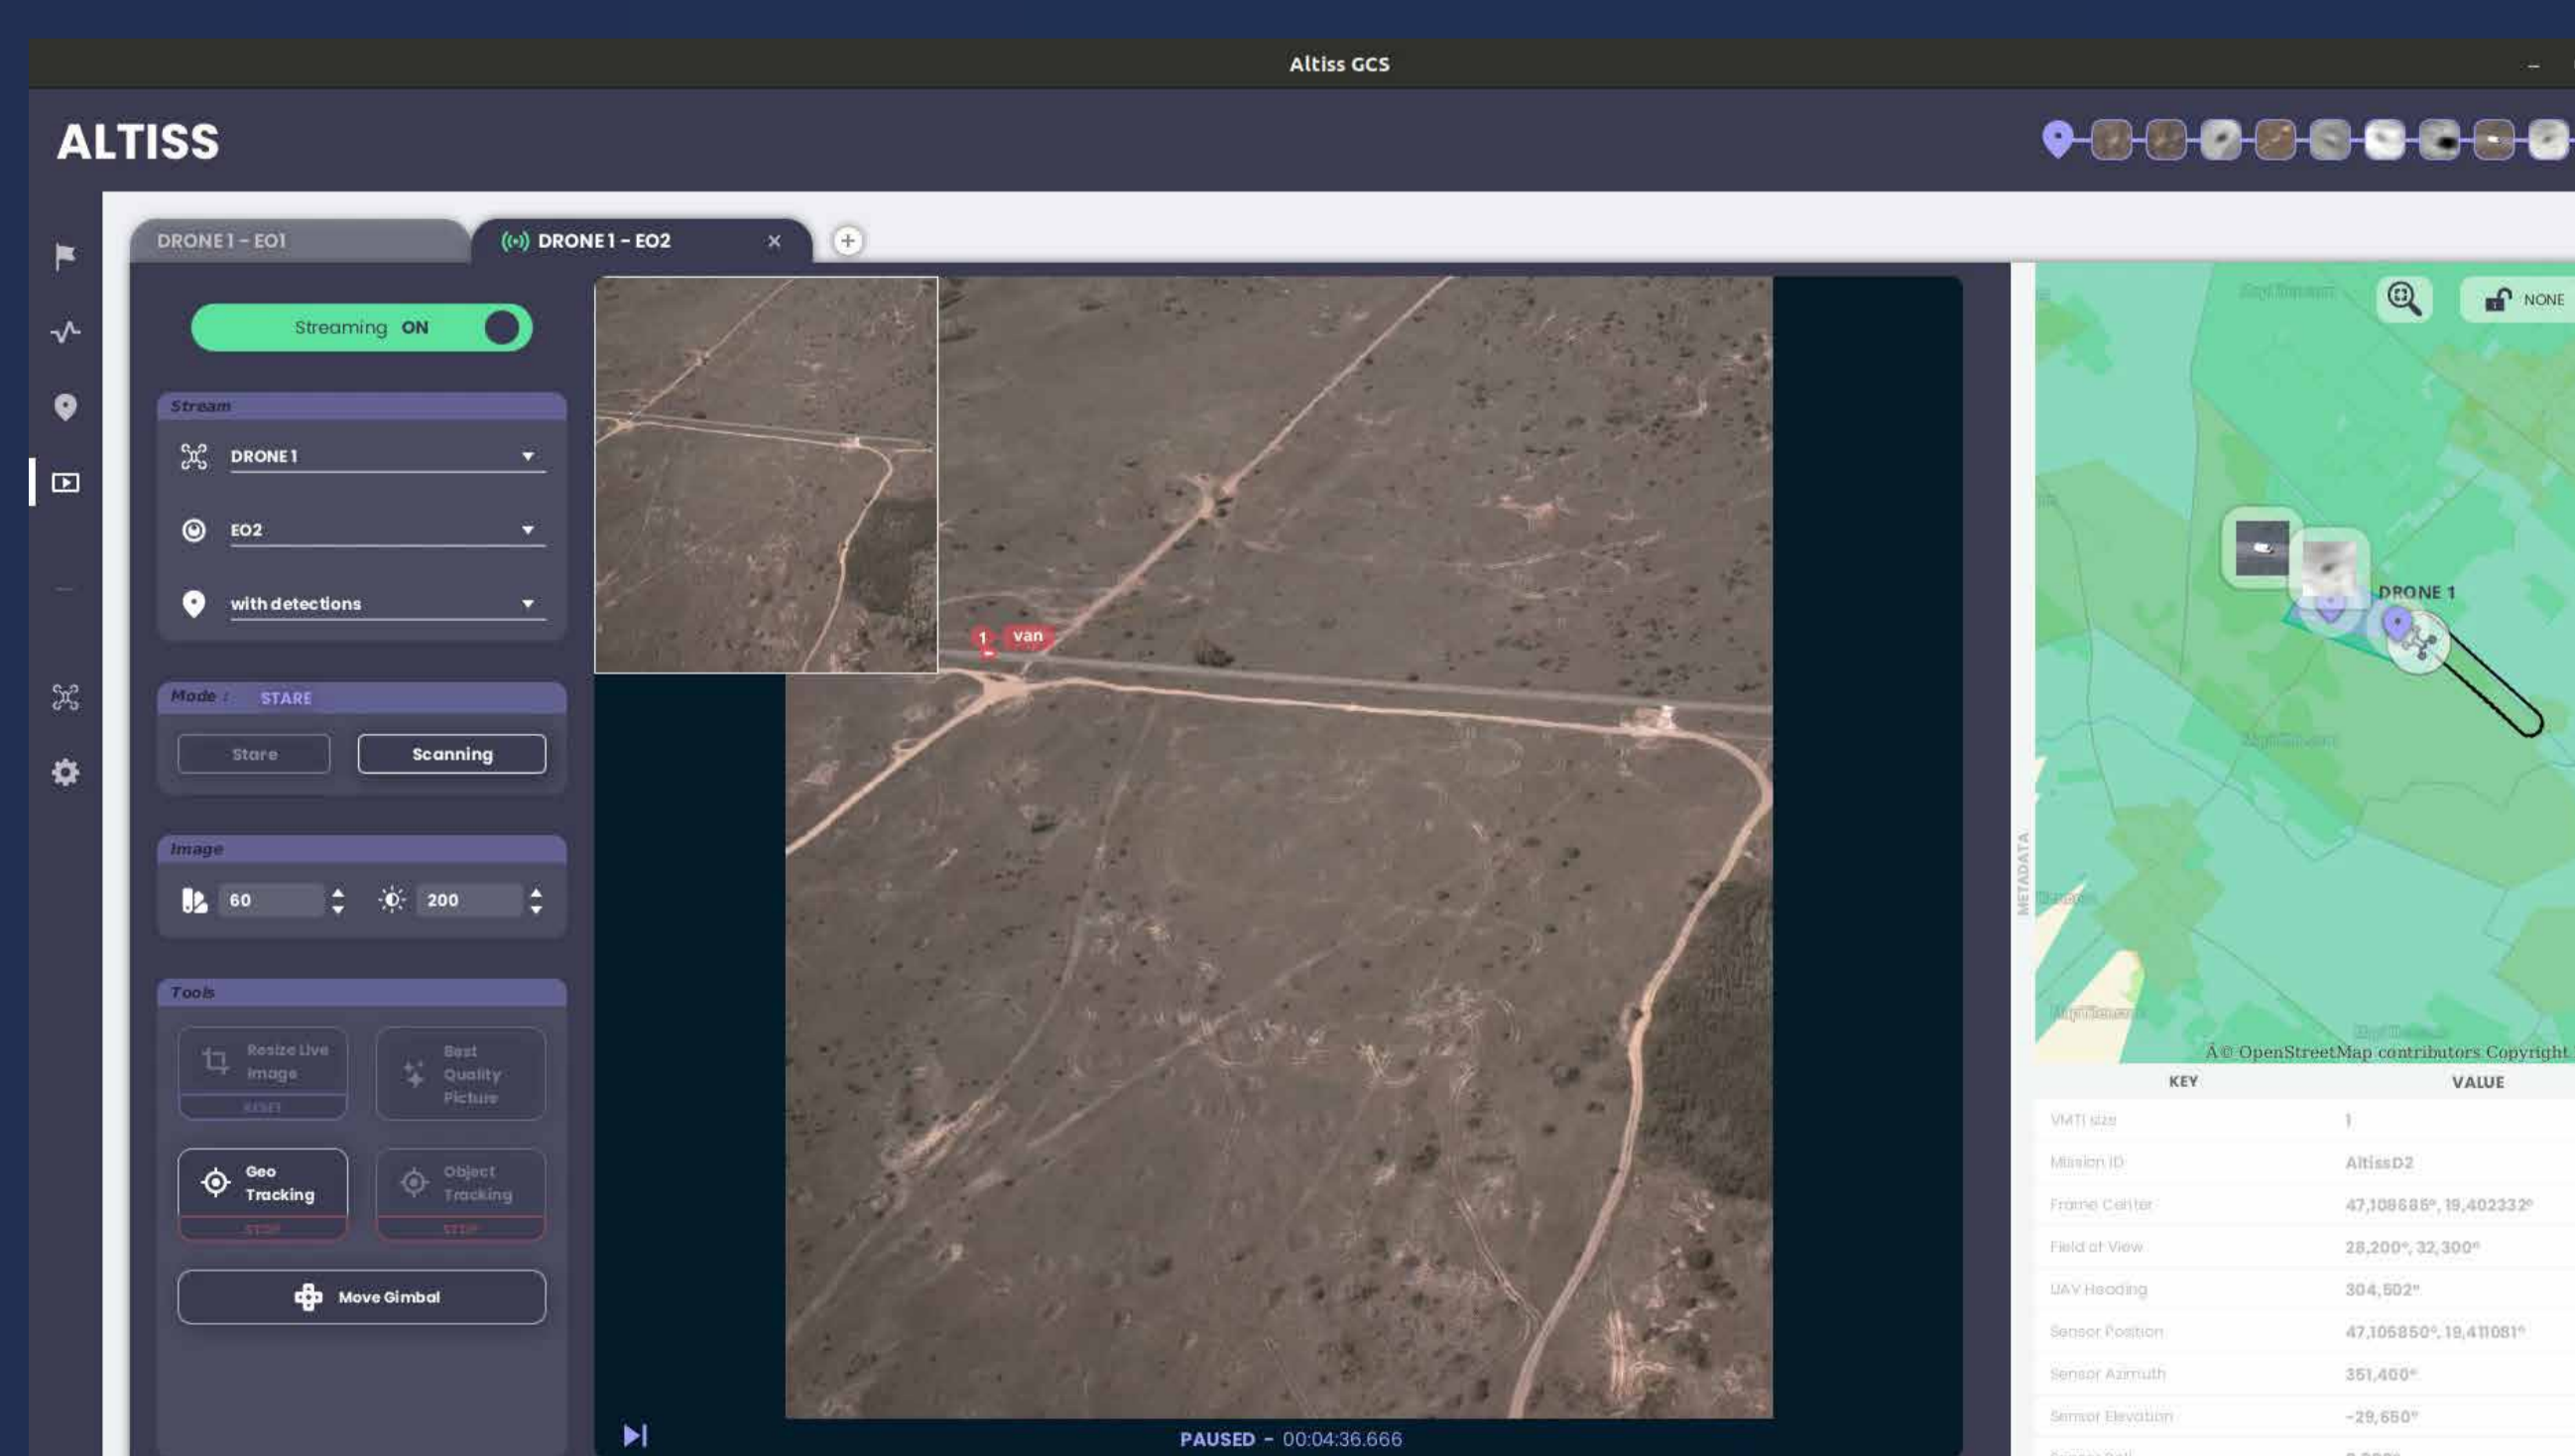 Altiss GCS
ALTISS
DRONE 1 - EO1
DRONE 1 - EO2
Streaming ON
Stream
DRONE 1
EO2
with detections
Mode : STARE
Stare
Scanning
Image
60
200
Tools
Resize Live
Image
RESET
Best
Quality
Picture
Geo
Tracking
STOP
Object
Tracking
STOP
Move Gimbal
1 van
PAUSED - 00:04:36.666
NONE
DRONE 1
METADATA
© OpenStreetMap contributors Copyright
KEY VALUE
VMTI size 1
Mission ID AltissD2
Frame Center 47,108685°, 19,402332°
Field of View 28,200°, 32,300°
UAV Heading 304,502°
Sensor Position 47,105850°, 19,411081°
Sensor Azimuth 351,400°
Sensor Elevation -29,650°